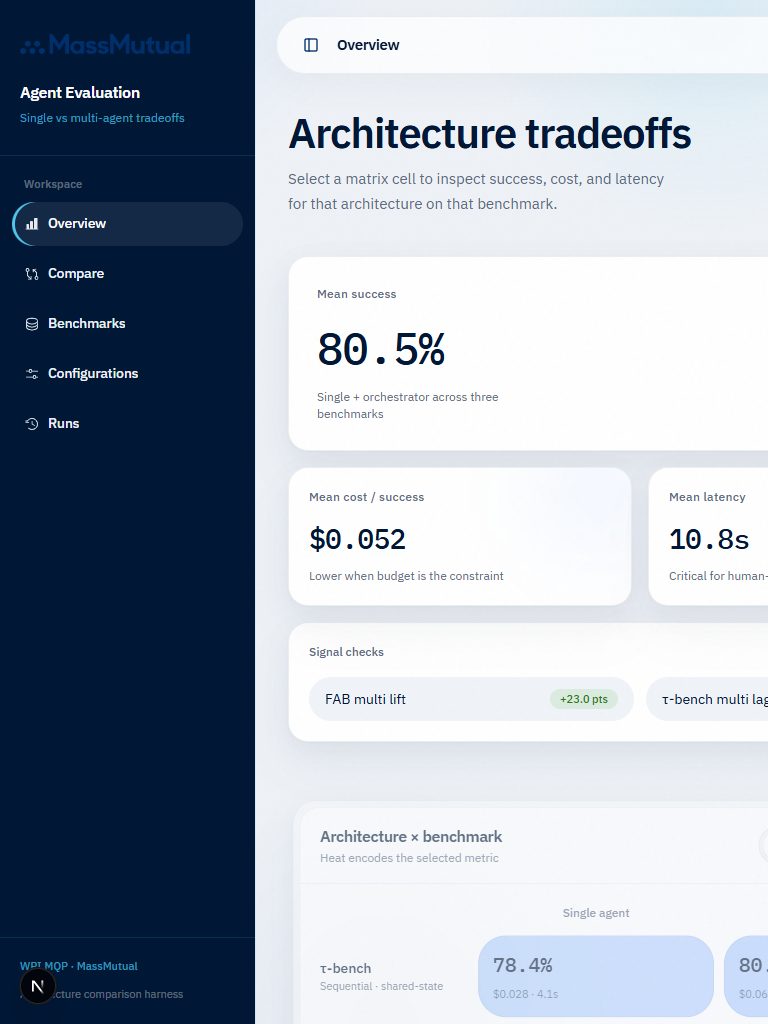 MassMutual
Agent Evaluation
Single vs multi-agent tradeoffs
Workspace
Overview
Compare
Benchmarks
Configurations
Runs
WPI MQP · MassMutual
comparison harness
N
Overview
Architecture tradeoffs
Select a matrix cell to inspect success, cost, and latency
for that architecture on that benchmark.
Mean success
80.5%
Single + orchestrator across three
benchmarks
Mean cost / success
$0.052
Lower when budget is the constraint
Mean latency
10.8s
Critical for human-
Signal checks
FAB multi lift
+23.0 pts
τ-bench multi lag
Architecture × benchmark
Heat encodes the selected metric
Single agent
τ-bench
Sequential · shared-state
78.4%
$0.028 · 4.1s
80.
$0.06